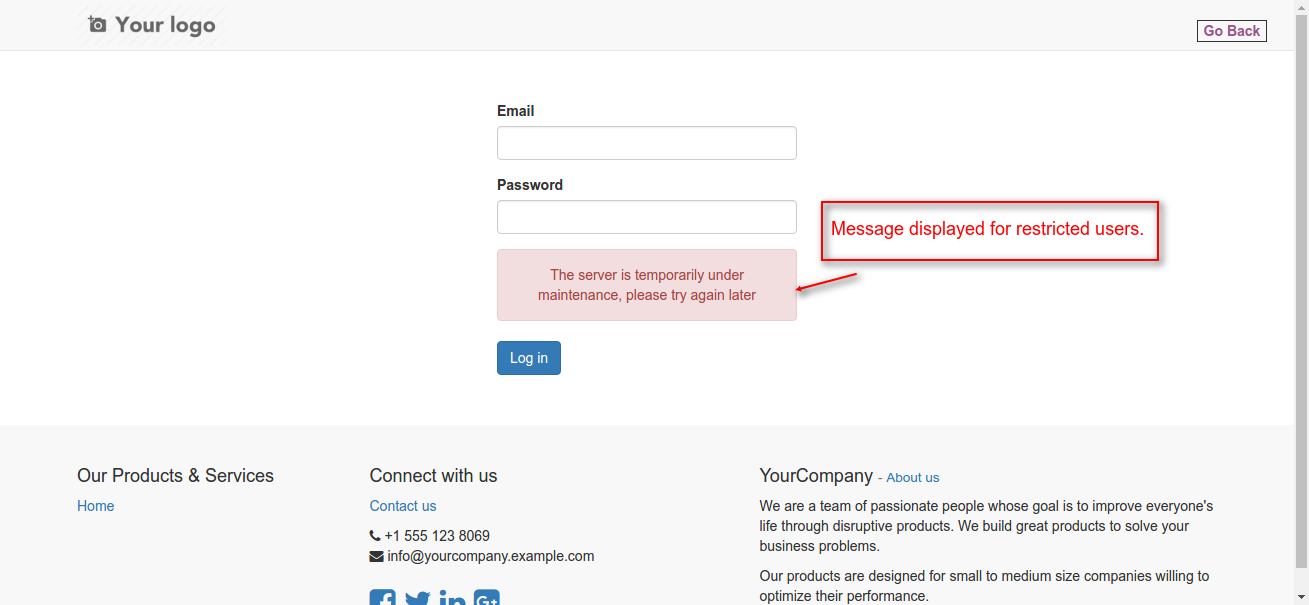 Your logo
Go Back
Email
Password
Message displayed for restricted users.
The server is temporarily under
maintenance, please try again later
Log in
Our Products & Services
Home
Connect with us
Contact us
+1 555 123 8069
info@yourcompany.example.com
YourCompany - About us
We are a team of passionate people whose goal is to improve everyone's
life through disruptive products. We build great products to solve your
business problems.
Our products are designed for small to medium size companies willing to
optimize their performance.